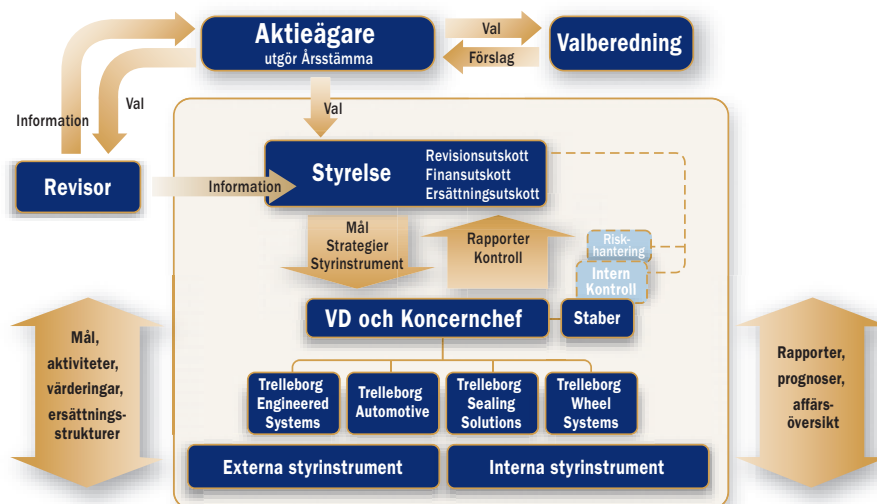 Aktieägare
utgör Årsstämma
Val
Förslag
Valberedning
Information
Val
Val
Revisor
Information
Styrelse
Revisionsutskott
Finansutskott
Ersättningsutskott
Mål
Strategier
Styrinstrument
Rapporter
Kontroll
Risk-
hantering
Intern
Kontroll
VD och Koncernchef
Staber
Mål,
aktiviteter,
värderingar,
ersättnings-
strukturer
Trelleborg
Engineered
Systems
Trelleborg
Automotive
Trelleborg
Sealing
Solutions
Trelleborg
Wheel
Systems
Rapporter,
prognoser,
affärs-
översikt
Externa styrinstrument
Interna styrinstrument